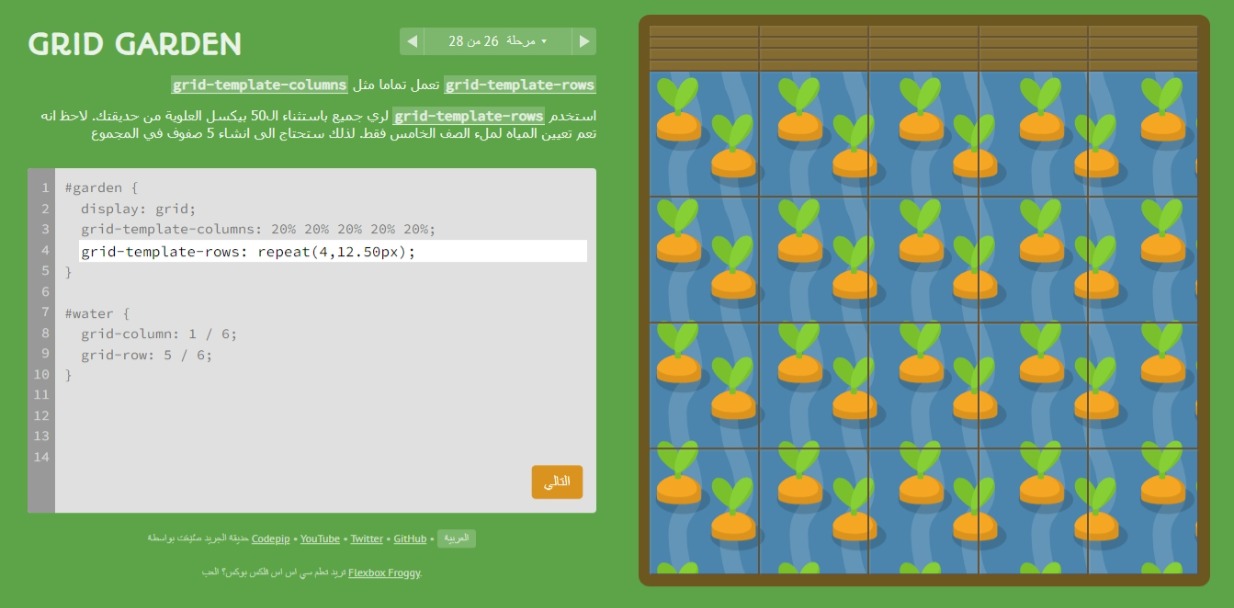 GRID GARDEN
◀ مرحلة 26 من 28 ▾ ▶
grid-template-rows تعمل تماما مثل grid-template-columns
استخدم grid-template-rows لري جميع باستثناء ال50 بيكسل العلوية من حديقتك. لاحظ انه
تعم تعيين المياه لملء الصف الخامس فقط. لذلك ستحتاج الى انشاء 5 صفوف في المجموع
1 #garden {
2 display: grid;
3 grid-template-columns: 20% 20% 20% 20% 20%;
4 grid-template-rows: repeat(4,12.50px);
5 }
6
7 #water {
8 grid-column: 1 / 6;
9 grid-row: 5 / 6;
10 }
11
12
13
14
التالي
حديقة الجريد صنيعت بواسطة Codepip • YouTube • Twitter • GitHub • العربية
تريد تعلم سي اس اس فلكس بوكس؟ العب Flexbox Froggy.